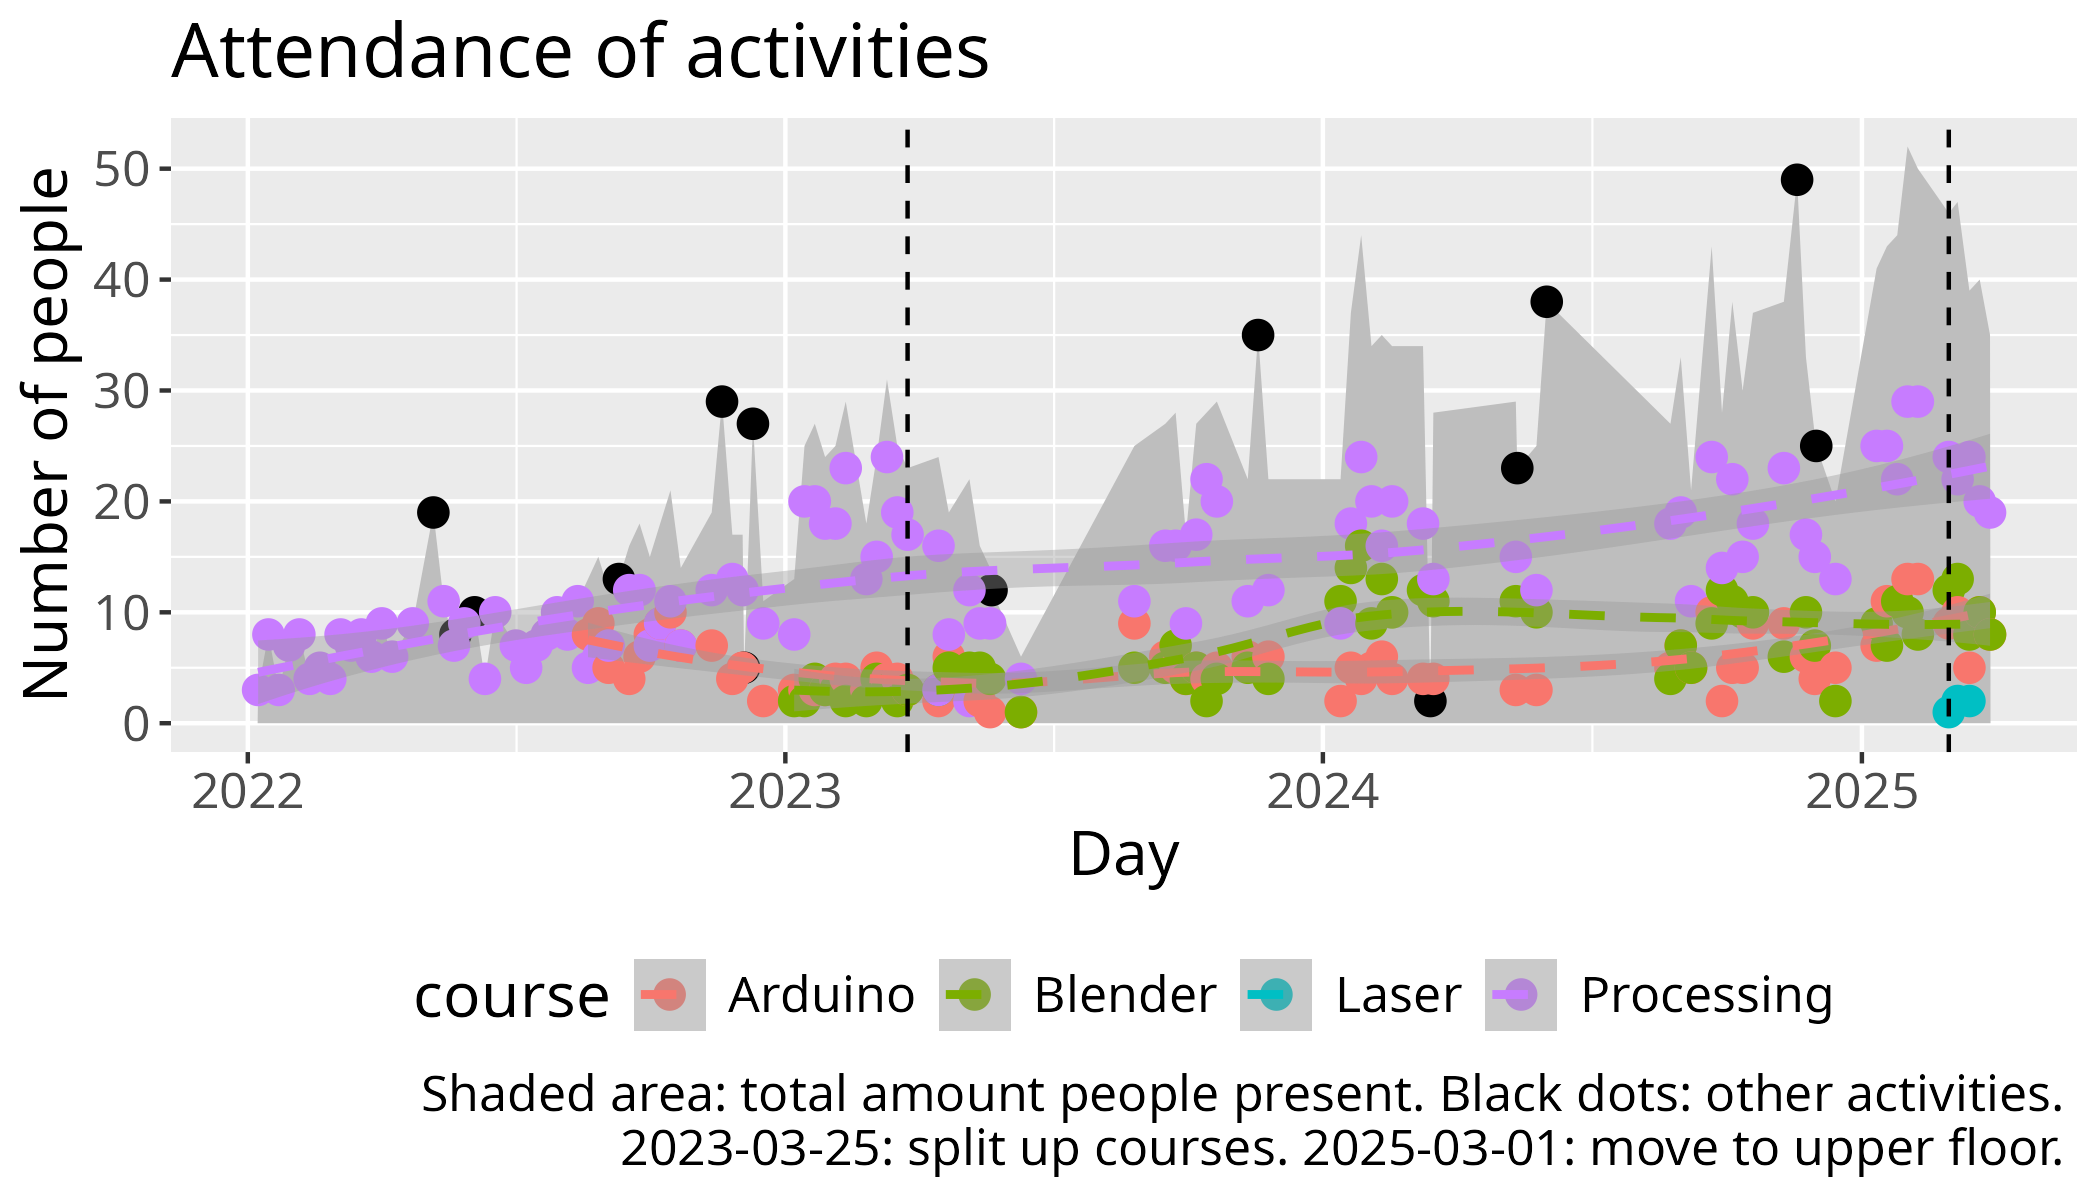 Attendance of activities
Number of people
50
40
30
20
10
0
2022 2023 2024 2025
Day
course Arduino Blender Laser Processing
Shaded area: total amount people present. Black dots: other activities.
2023-03-25: split up courses. 2025-03-01: move to upper floor.